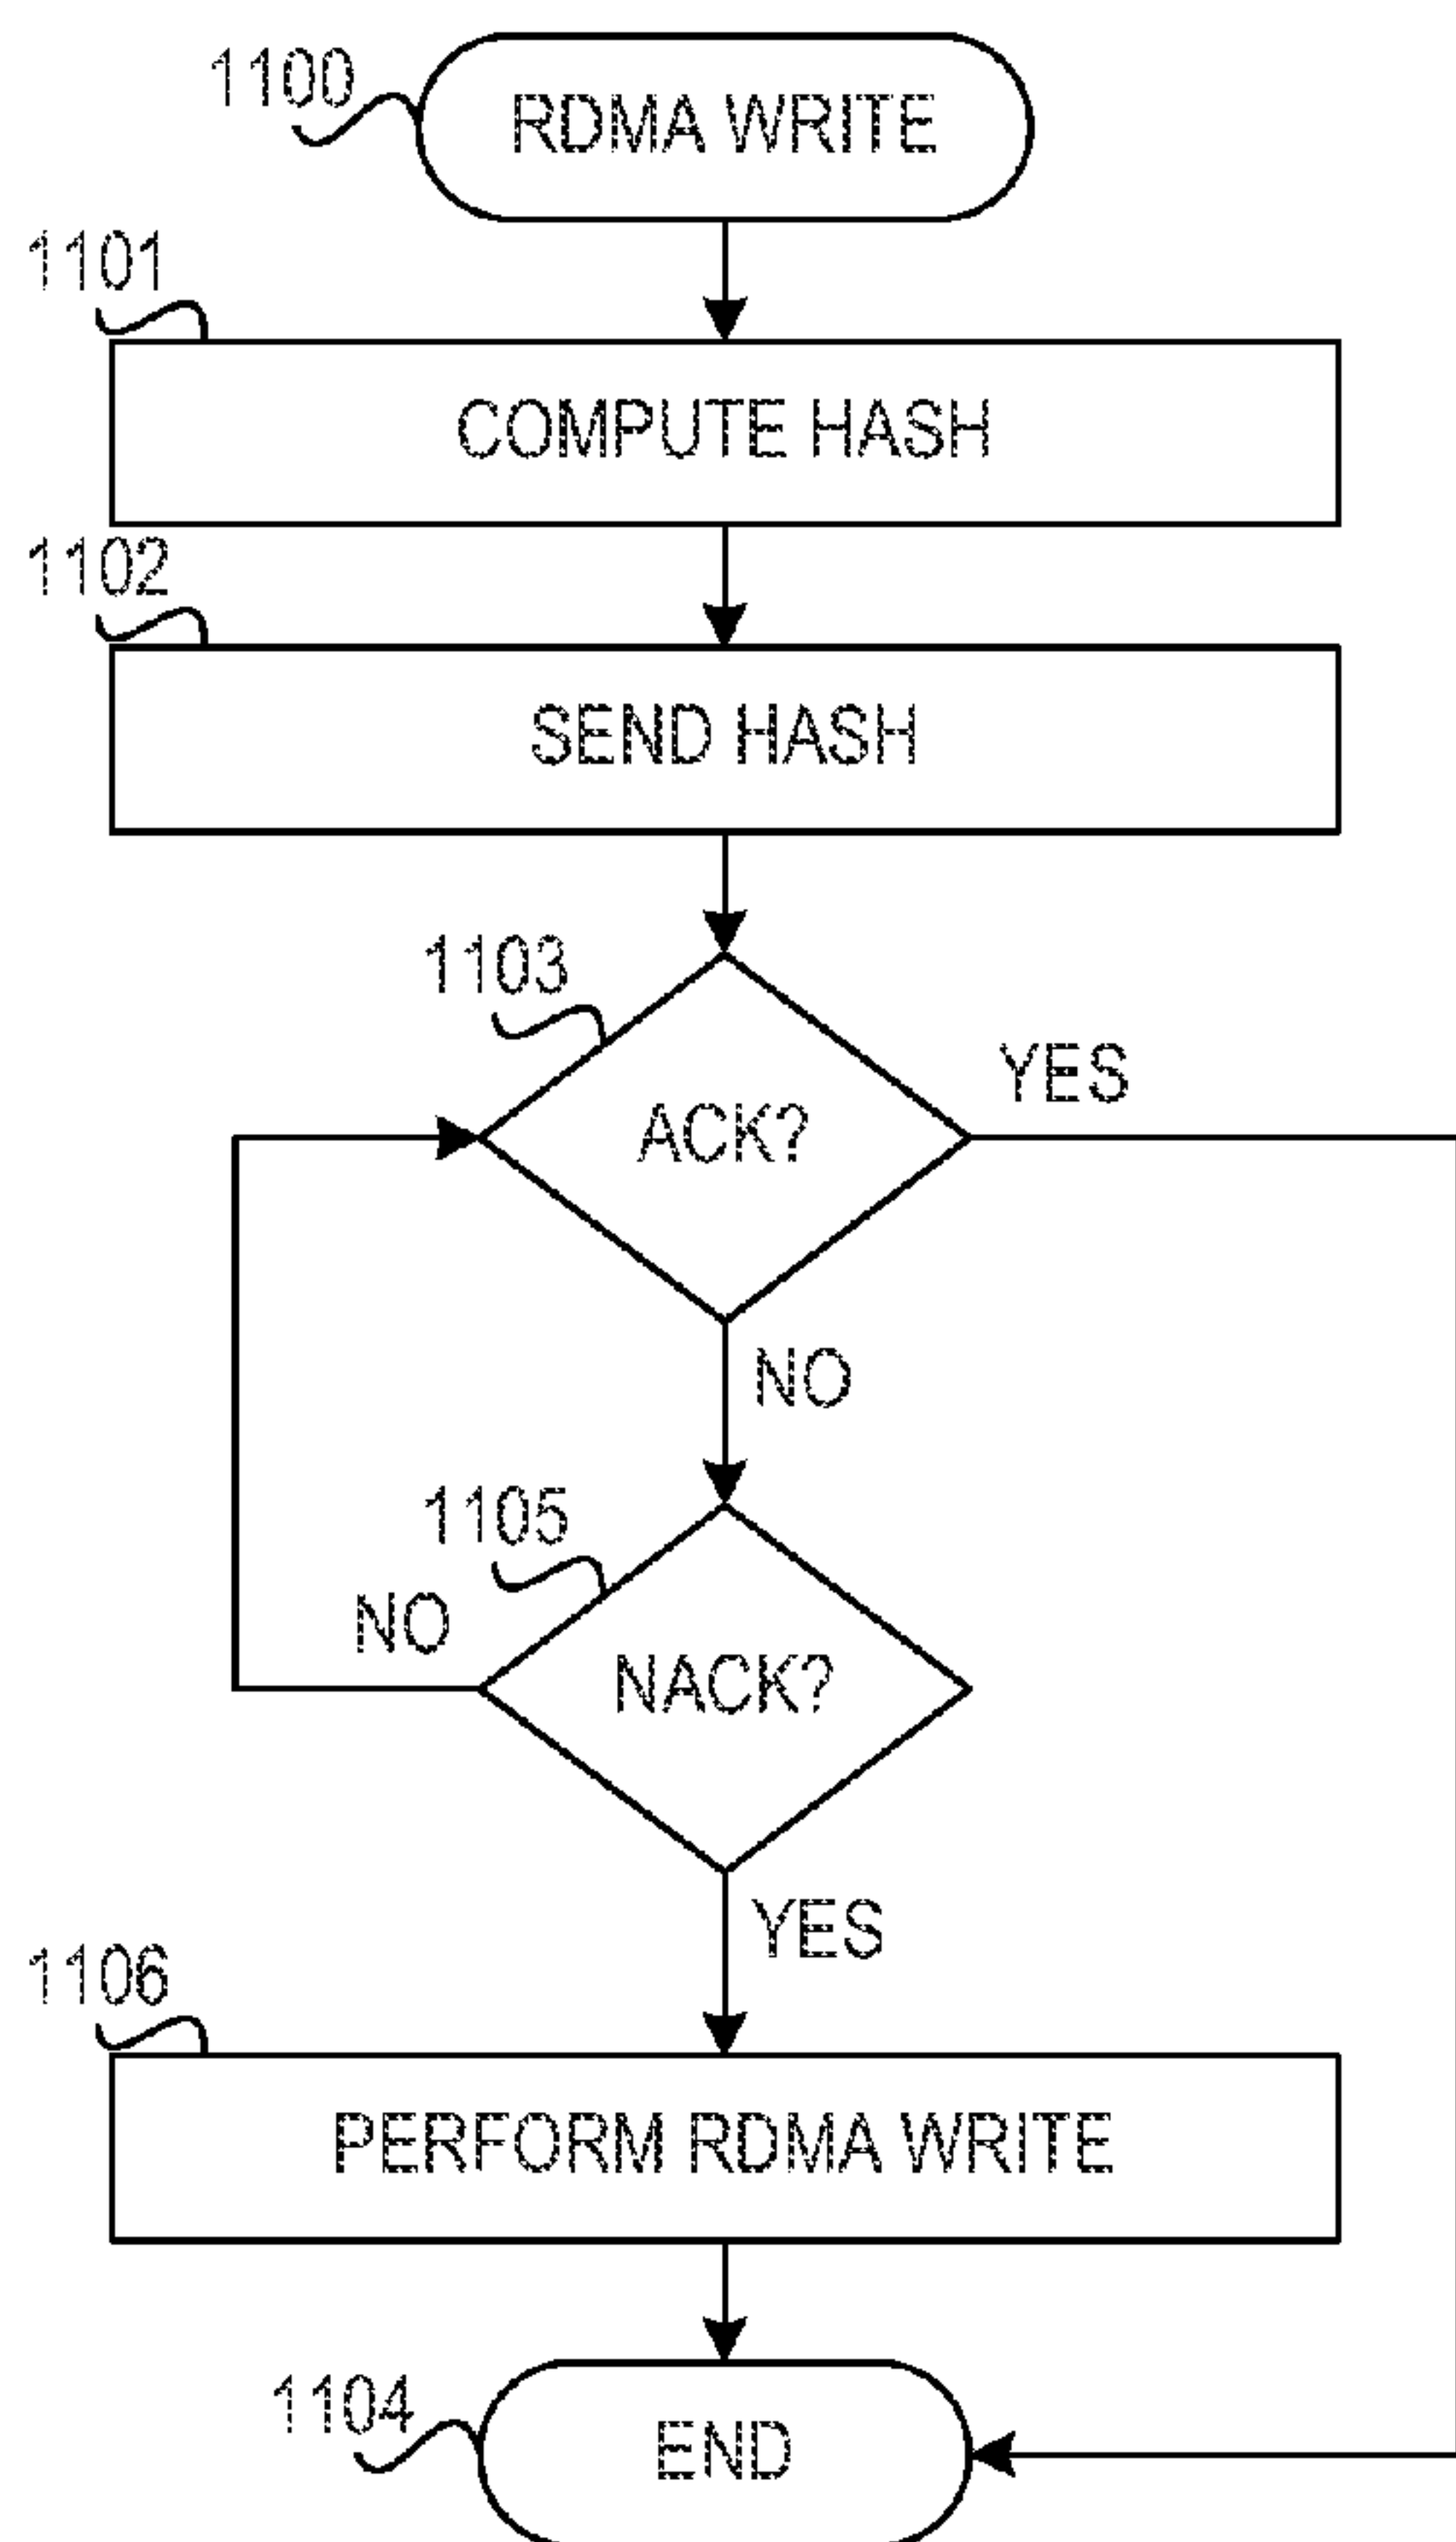 1100
RDMA WRITE
1101
COMPUTE HASH
1102
SEND HASH
1103
ACK?
YES
NO
1105
NO
NACK?
YES
1106
PERFORM RDMA WRITE
1104
END